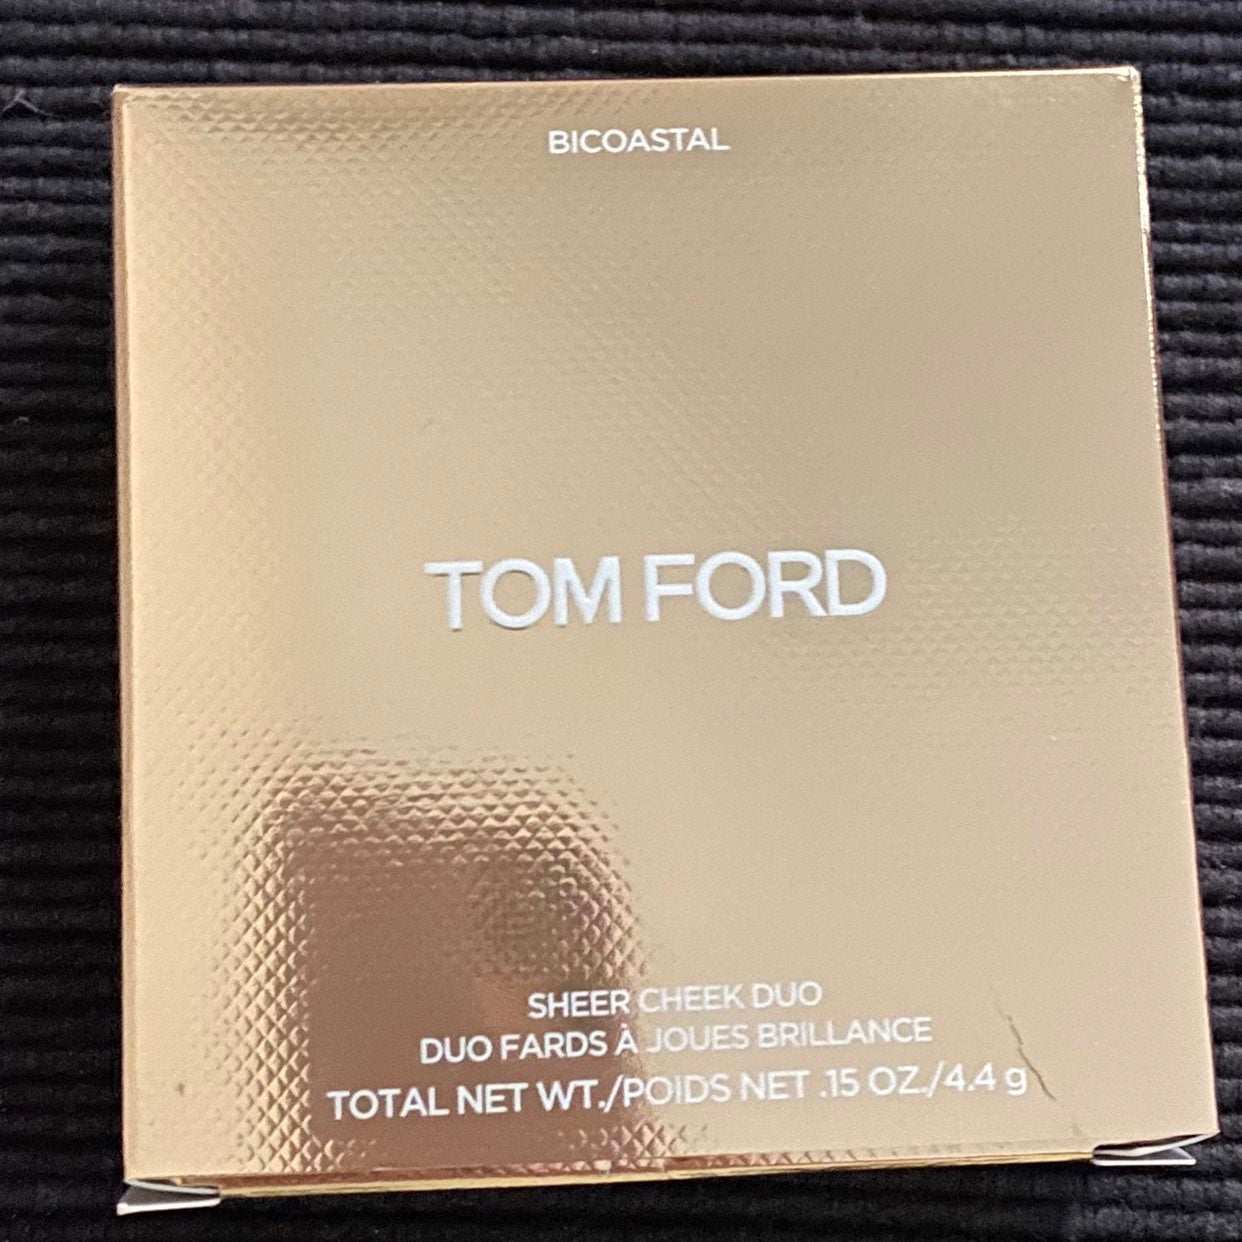 BICOASTAL
TOM FORD
SHEER CHEEK DUO
DUO FARDS À JOUES BRILLANCE
TOTAL NET WT./POIDS NET .15 OZ./4.4 g